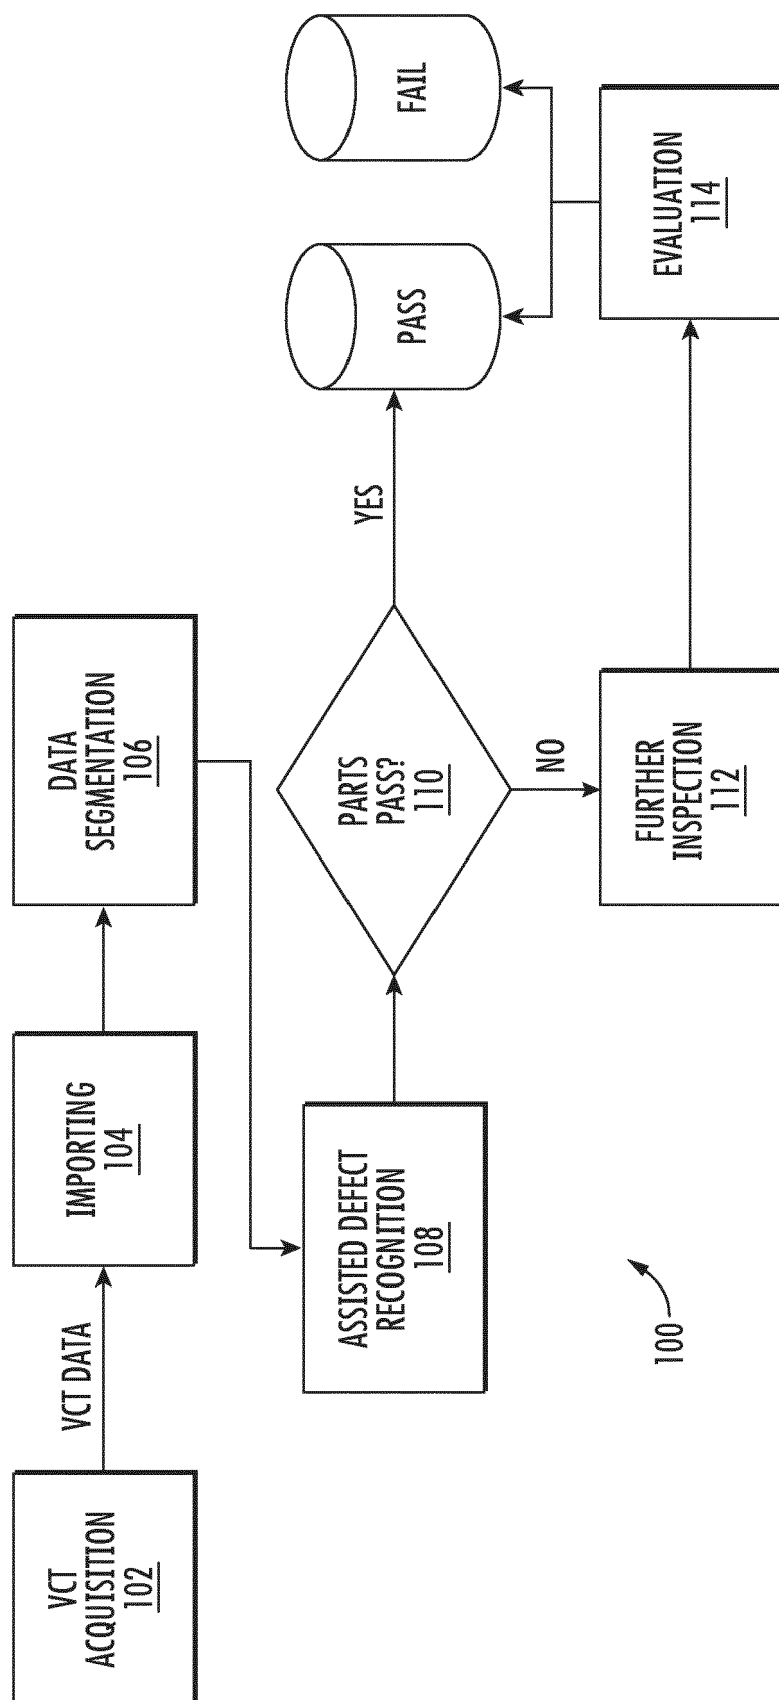 VCT
ACQUISITION
102
VCT DATA
IMPORTING
104
DATA
SEGMENTATION
106
ASSISTED DEFECT
RECOGNITION
108
PARTS
PASS?
110
YES
PASS
FAIL
NO
FURTHER
INSPECTION
112
EVALUATION
114
100